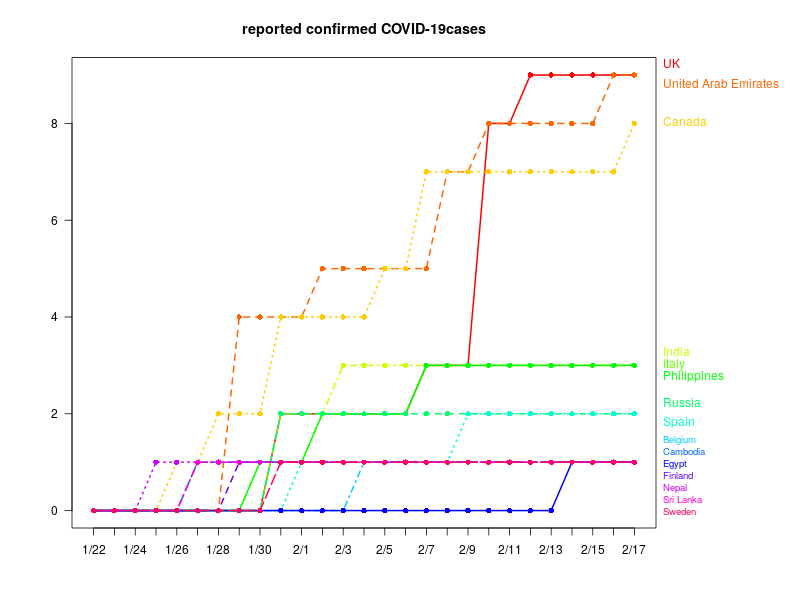 reported confirmed COVID-19cases
UK
United Arab Emirates
Canada
8
6
4
India
Italy
Philippines
Russia
2
Spain
Belgium
Cambodia
Egypt
Finland
Nepal
Sri Lanka
0
Sweden
1/22 1/24 1/26 1/28 1/30 2/1 2/3 2/5 2/7 2/9 2/11 2/13 2/15 2/17